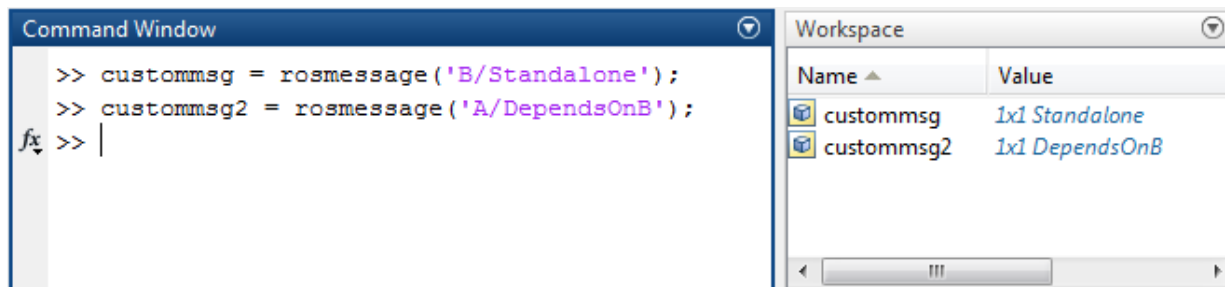 Command Window
>> custommsg = rosmessage('B/Standalone');
>> custommsg2 = rosmessage('A/DependsOnB');
fx >>
Workspace
Name Value
custommsg 1x1 Standalone
custommsg2 1x1 DependsOnB